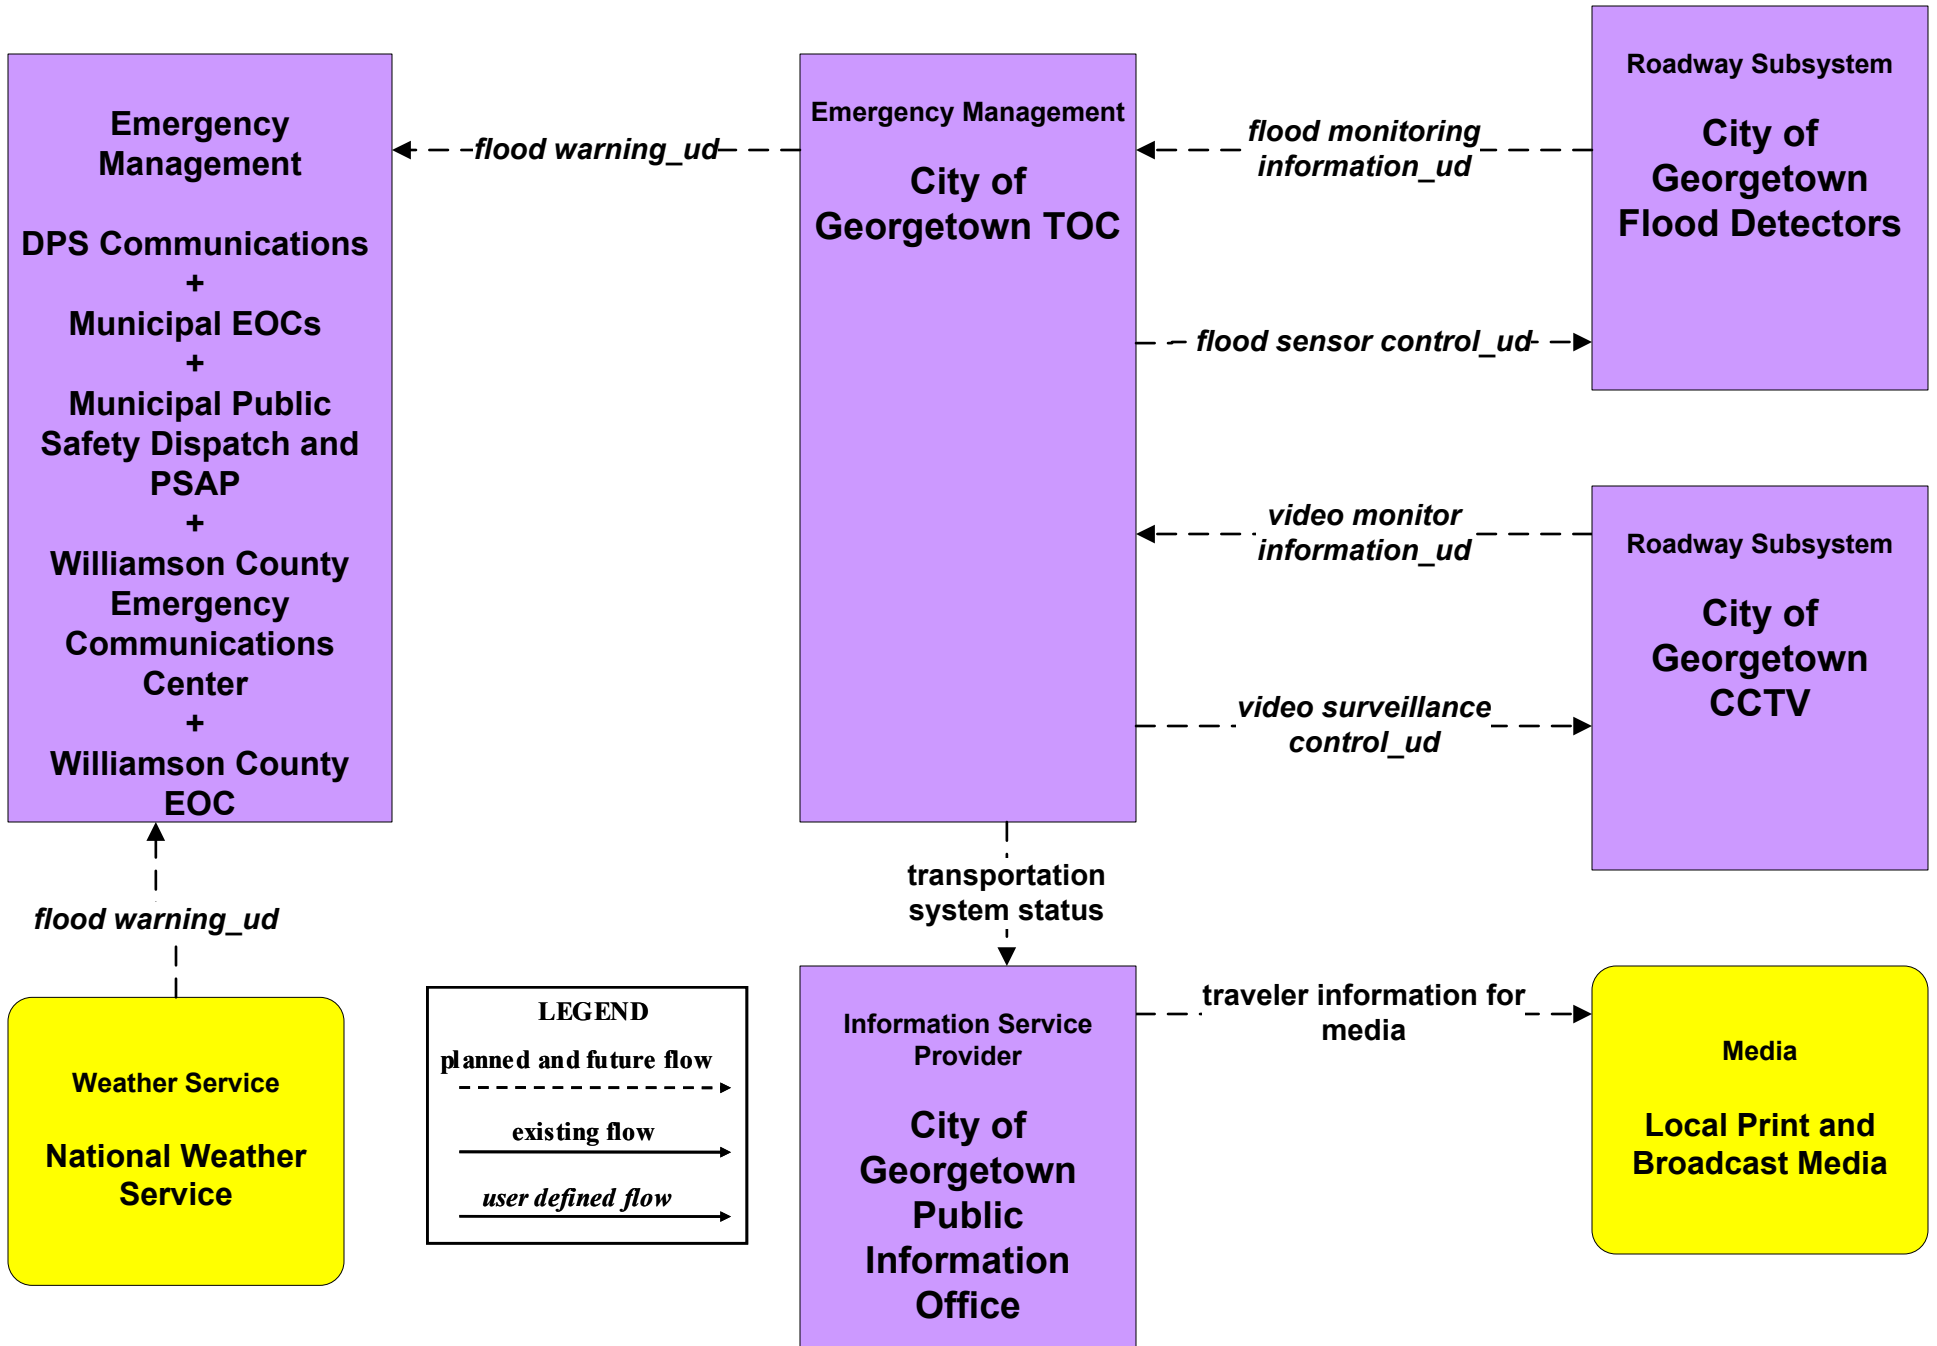 Emergency
Management
DPS Communications
+
Municipal EOCs
+
Municipal Public
Safety Dispatch and
PSAP
+
Williamson County
Emergency
Communications
Center
+
Williamson County
EOC
flood warning_ud
Emergency Management
City of
Georgetown TOC
flood monitoring
information_ud
flood sensor control_ud
Roadway Subsystem
City of
Georgetown
Flood Detectors
video monitor
information_ud
video surveillance
control_ud
Roadway Subsystem
City of
Georgetown
CCTV
flood warning_ud
transportation
system status
Weather Service
National Weather
Service
LEGEND
planned and future flow
existing flow
user defined flow
Information Service
Provider
City of
Georgetown
Public
Information
Office
traveler information for
media
Media
Local Print and
Broadcast Media